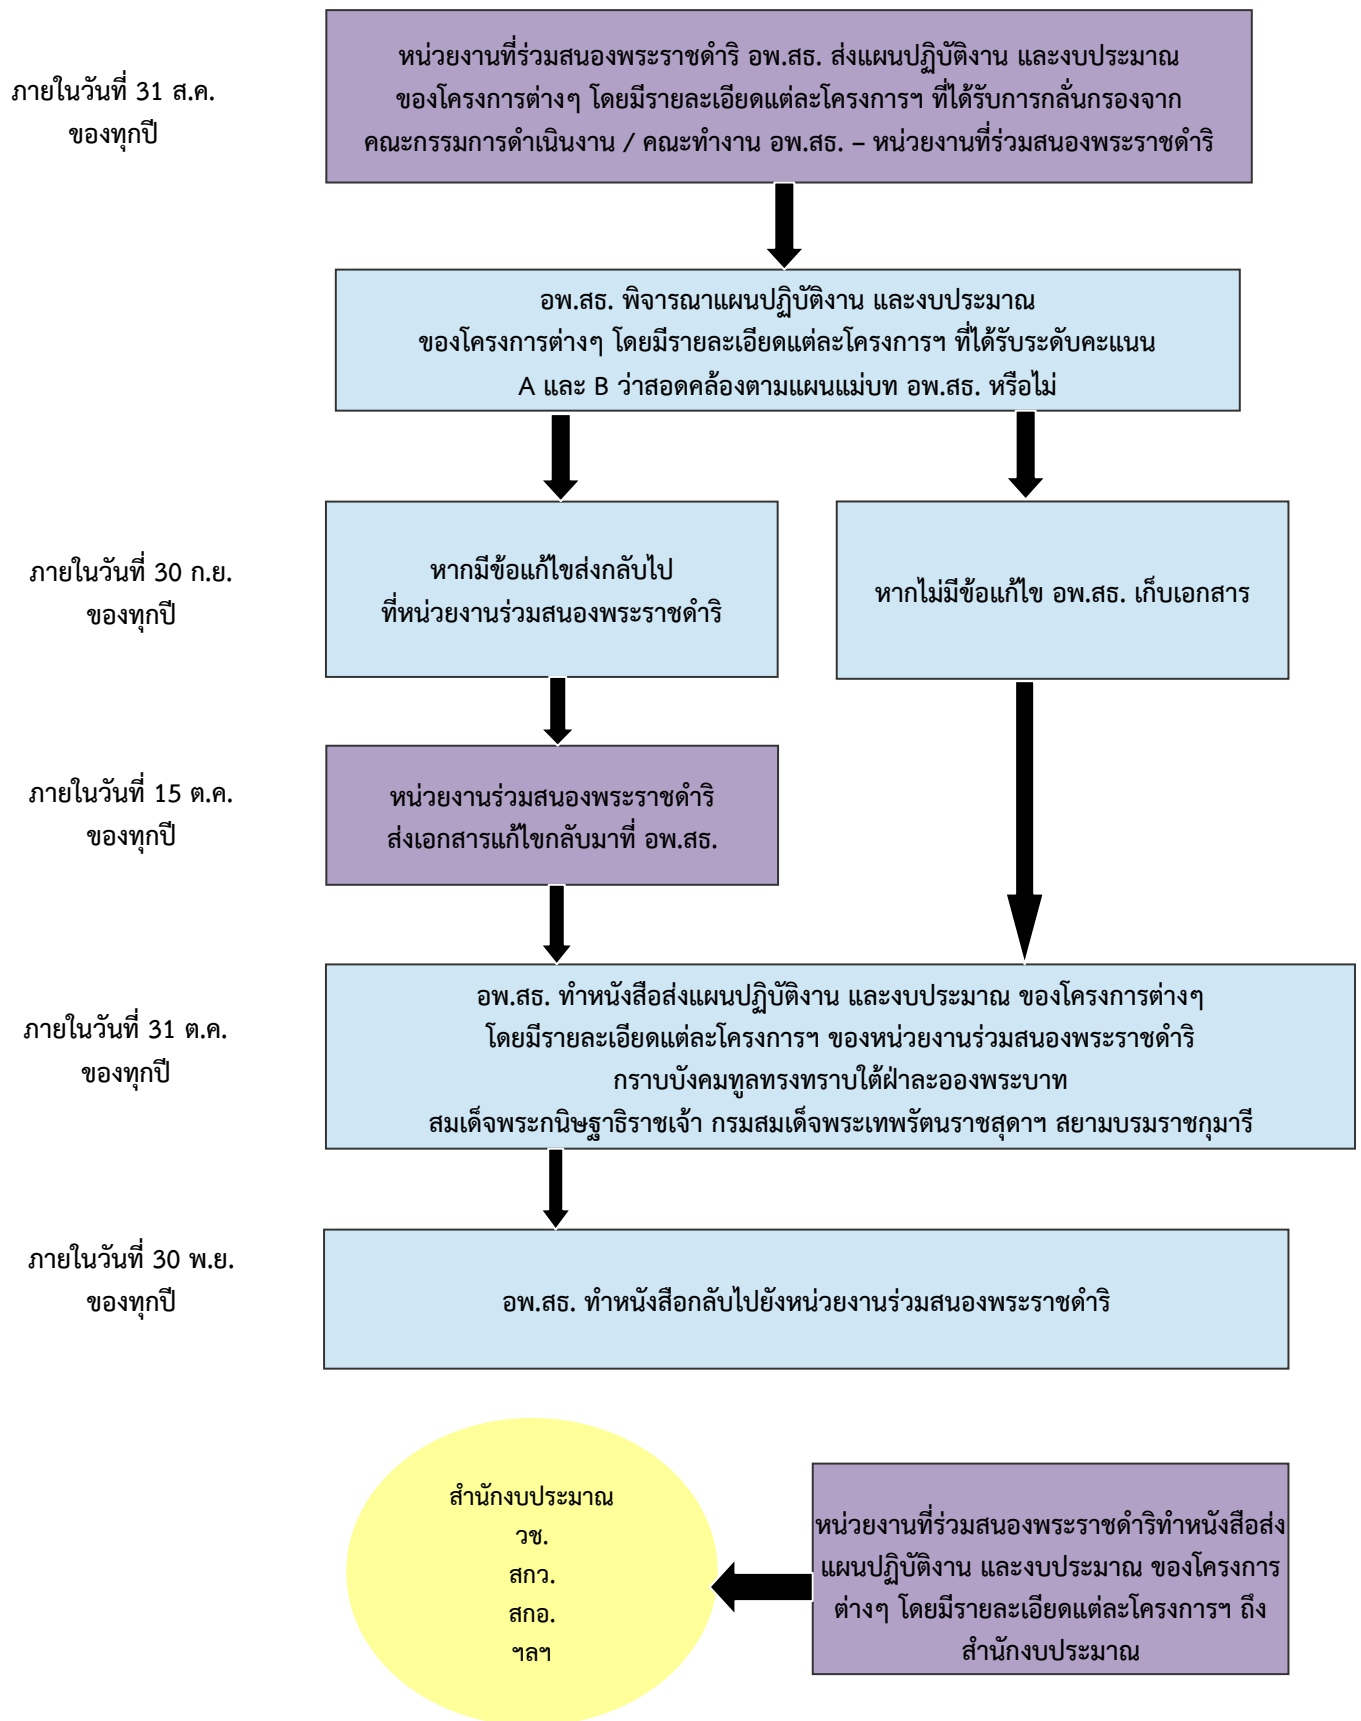 ภายในวันที่ 31 ส.ค.
ของทุกปี
หน่วยงานที่ร่วมสนองพระราชดำริ อพ.สธ. ส่งแผนปฏิบัติงาน และงบประมาณ
ของโครงการต่างๆ โดยมีรายละเอียดแต่ละโครงการฯ ที่ได้รับการกลั่นกรองจาก
คณะกรรมการดำเนินงาน / คณะทำงาน อพ.สธ. – หน่วยงานที่ร่วมสนองพระราชดำริ
อพ.สธ. พิจารณาแผนปฏิบัติงาน และงบประมาณ
ของโครงการต่างๆ โดยมีรายละเอียดแต่ละโครงการฯ ที่ได้รับระดับคะแนน
A และ B ว่าสอดคล้องตามแผนแม่บท อพ.สธ. หรือไม่
ภายในวันที่ 30 ก.ย.
ของทุกปี
หากมีข้อแก้ไขส่งกลับไป
ที่หน่วยงานร่วมสนองพระราชดำริ
หากไม่มีข้อแก้ไข อพ.สธ. เก็บเอกสาร
ภายในวันที่ 15 ต.ค.
ของทุกปี
หน่วยงานร่วมสนองพระราชดำริ
ส่งเอกสารแก้ไขกลับมาที่ อพ.สธ.
ภายในวันที่ 31 ต.ค.
ของทุกปี
อพ.สธ. ทำหนังสือส่งแผนปฏิบัติงาน และงบประมาณ ของโครงการต่างๆ
โดยมีรายละเอียดแต่ละโครงการฯ ของหน่วยงานร่วมสนองพระราชดำริ
กราบบังคมทูลทรงทราบใต้ฝ่าละอองพระบาท
สมเด็จพระกนิษฐาธิราชเจ้า กรมสมเด็จพระเทพรัตนราชสุดาฯ สยามบรมราชกุมารี
ภายในวันที่ 30 พ.ย.
ของทุกปี
อพ.สธ. ทำหนังสือกลับไปยังหน่วยงานร่วมสนองพระราชดำริ
สำนักงบประมาณ
วช.
สกว.
สกอ.
ฯลฯ
หน่วยงานที่ร่วมสนองพระราชดำริทำหนังสือส่ง
แผนปฏิบัติงาน และงบประมาณ ของโครงการ
ต่างๆ โดยมีรายละเอียดแต่ละโครงการฯ ถึง
สำนักงบประมาณ